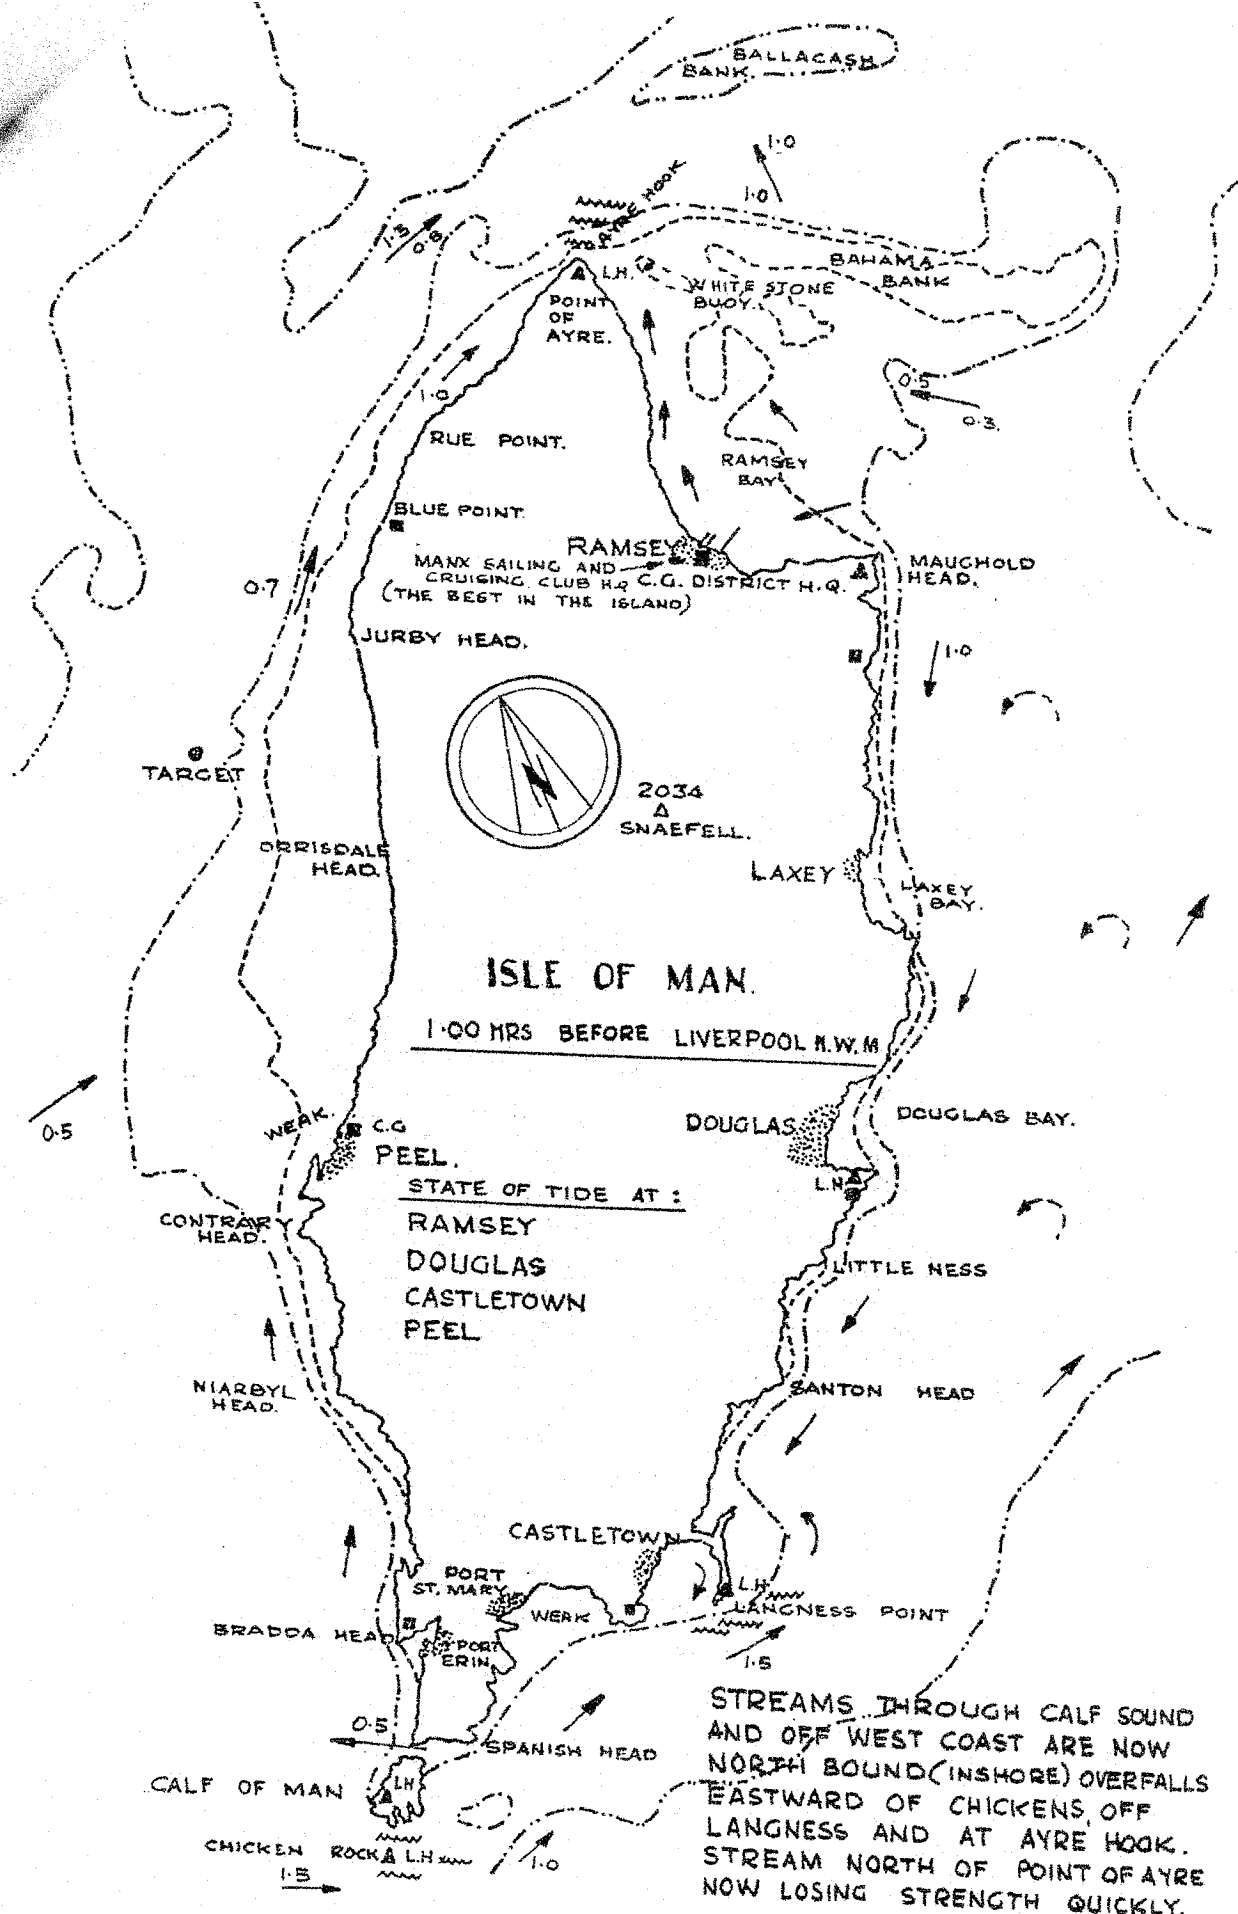 BALLACASH
BANK.
1.0
1.0
AYRE HOOK
1.3
0.8
L.H.
BAHAMA
BANK
WHITE STONE
BUOY.
POINT
OF
AYRE.
1.0
0.5
0.3.
RUE POINT.
RAMSEY
BAY
BLUE POINT.
RAMSEY
MANX SAILING AND
CRUISING CLUB H.Q
C.G. DISTRICT H.Q.
(THE BEST IN THE ISLAND)
MAUGHOLD
HEAD.
0.7
JURBY HEAD.
1.0
N
TARGET
2034
SNAEFELL.
ORRISDALE
HEAD.
LAXEY
LAXEY
BAY.
ISLE OF MAN.
1.00 HRS BEFORE LIVERPOOL H.W.M
0.5
WEAK.
C.G
PEEL.
DOUGLAS
DOUGLAS BAY.
L.H
STATE OF TIDE AT :
RAMSEY
DOUGLAS
CASTLETOWN
PEEL
CONTRARY
HEAD.
LITTLE NESS
NIARBYL
HEAD.
SANTON HEAD
CASTLETOWN
PORT
ST. MARY
WEAK
L.H.
LANGNESS POINT
BRADDA HEAD
PORT
ERIN
1.5
0.5
SPANISH HEAD
CALF OF MAN
LH
CHICKEN ROCK L.H
1.5
1.0
STREAMS THROUGH CALF SOUND
AND OFF WEST COAST ARE NOW
NORTH BOUND (INSHORE) OVERFALLS
EASTWARD OF CHICKENS, OFF
LANGNESS AND AT AYRE HOOK.
STREAM NORTH OF POINT OF AYRE
NOW LOSING STRENGTH QUICKLY.